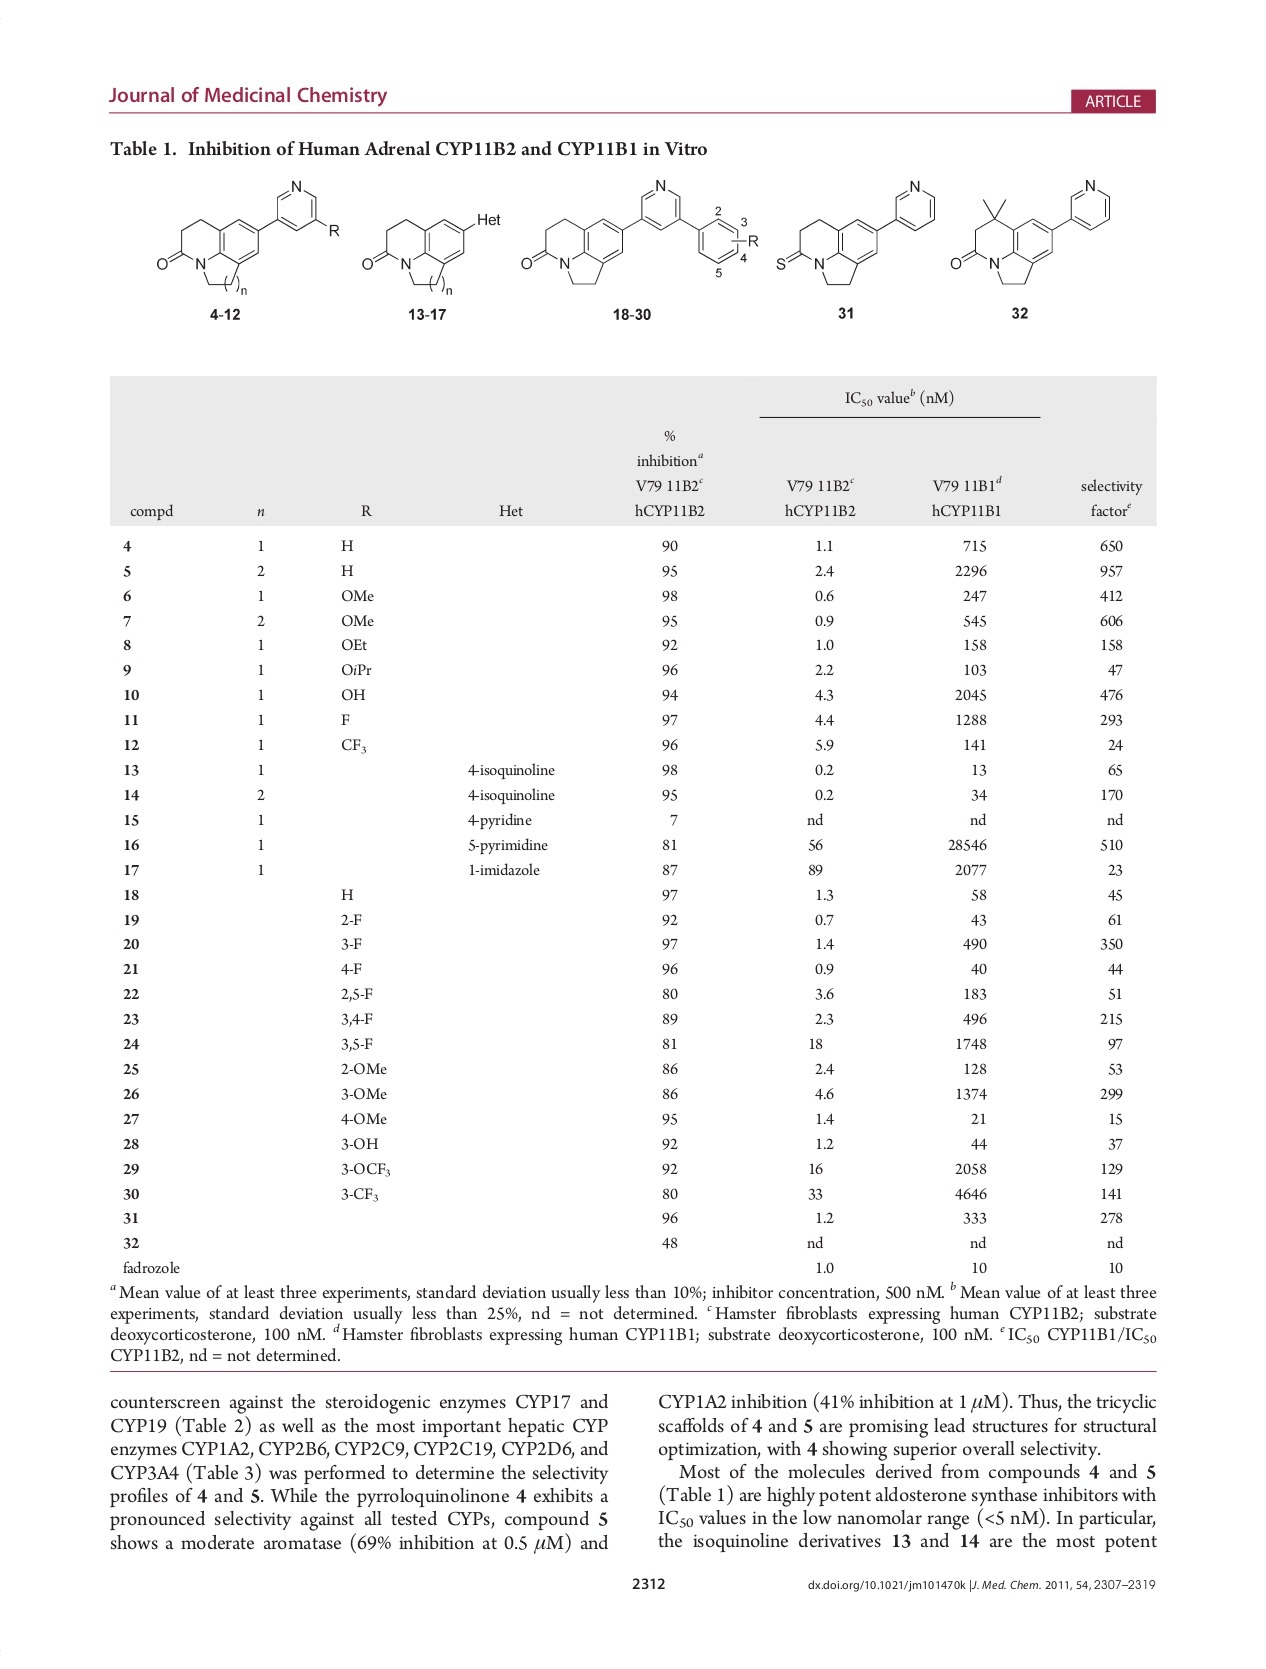 Journal of Medicinal Chemistry
ARTICLE
Table 1. Inhibition of Human Adrenal CYP11B2 and CYP11B1 in Vitro
N
R
O
N
n
4-12
Het
O
N
n
13-17
N
2
3
R
4
5
O
N
18-30
N
S
N
31
N
O
N
32
IC50 value b (nM)
%
inhibition a
V79 11B2 c V79 11B2 c V79 11B1 d selectivity
compd n R Het hCYP11B2 hCYP11B2 hCYP11B1 factor e
4 1 H 90 1.1 715 650
5 2 H 95 2.4 2296 957
6 1 OMe 98 0.6 247 412
7 2 OMe 95 0.9 545 606
8 1 OEt 92 1.0 158 158
9 1 OiPr 96 2.2 103 47
10 1 OH 94 4.3 2045 476
11 1 F 97 4.4 1288 293
12 1 CF3 96 5.9 141 24
13 1 4-isoquinoline 98 0.2 13 65
14 2 4-isoquinoline 95 0.2 34 170
15 1 4-pyridine 7 nd nd nd
16 1 5-pyrimidine 81 56 28546 510
17 1 1-imidazole 87 89 2077 23
18 H 97 1.3 58 45
19 2-F 92 0.7 43 61
20 3-F 97 1.4 490 350
21 4-F 96 0.9 40 44
22 2,5-F 80 3.6 183 51
23 3,4-F 89 2.3 496 215
24 3,5-F 81 18 1748 97
25 2-OMe 86 2.4 128 53
26 3-OMe 86 4.6 1374 299
27 4-OMe 95 1.4 21 15
28 3-OH 92 1.2 44 37
29 3-OCF3 92 16 2058 129
30 3-CF3 80 33 4646 141
31 96 1.2 333 278
32 48 nd nd nd
fadrozole 1.0 10 10
a Mean value of at least three experiments, standard deviation usually less than 10%; inhibitor concentration, 500 nM. b Mean value of at least three
experiments, standard deviation usually less than 25%, nd = not determined. c Hamster fibroblasts expressing human CYP11B2; substrate
deoxycorticosterone, 100 nM. d Hamster fibroblasts expressing human CYP11B1; substrate deoxycorticosterone, 100 nM. e IC50 CYP11B1/IC50
CYP11B2, nd = not determined.
counterscreen against the steroidogenic enzymes CYP17 and
CYP19 (Table 2) as well as the most important hepatic CYP
enzymes CYP1A2, CYP2B6, CYP2C9, CYP2C19, CYP2D6, and
CYP3A4 (Table 3) was performed to determine the selectivity
profiles of 4 and 5. While the pyrroloquinolinone 4 exhibits a
pronounced selectivity against all tested CYPs, compound 5
shows a moderate aromatase (69% inhibition at 0.5 μM) and
CYP1A2 inhibition (41% inhibition at 1 μM). Thus, the tricyclic
scaffolds of 4 and 5 are promising lead structures for structural
optimization, with 4 showing superior overall selectivity.
Most of the molecules derived from compounds 4 and 5
(Table 1) are highly potent aldosterone synthase inhibitors with
IC50 values in the low nanomolar range (<5 nM). In particular,
the isoquinoline derivatives 13 and 14 are the most potent
2312
dx.doi.org/10.1021/jm101470k |J. Med. Chem. 2011, 54, 2307–2319